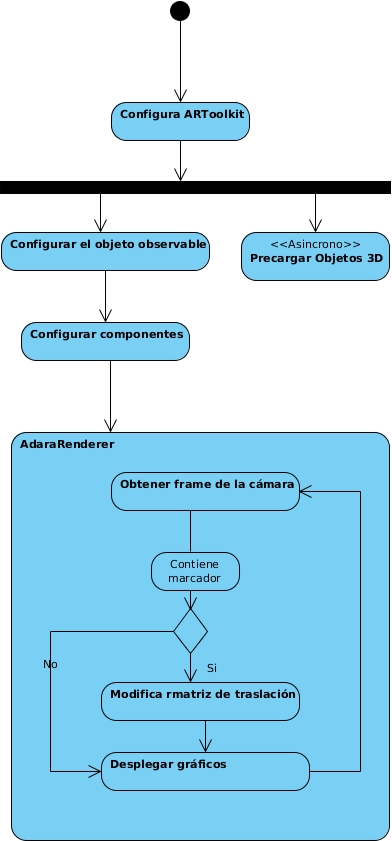 Configura ARToolkit
Configurar el objeto observable
<<Asincrono>>
Precargar Objetos 3D
Configurar componentes
AdaraRenderer
Obtener frame de la cámara
Contiene
marcador
No
Si
Modifica rmatriz de traslación
Desplegar gráficos